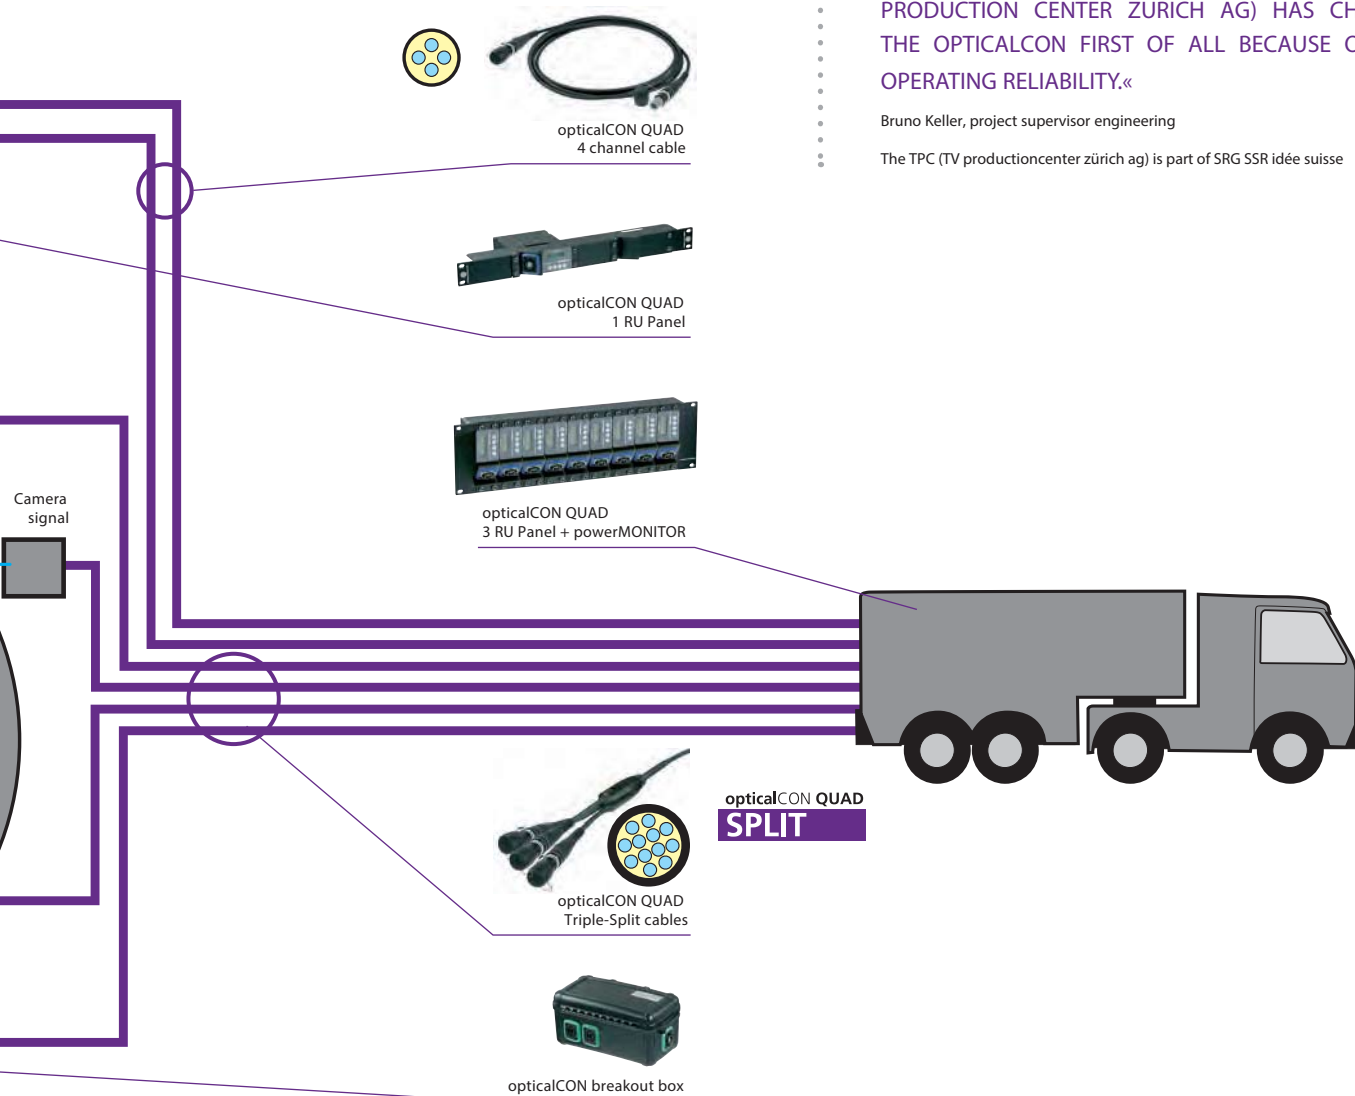 opticalCON QUAD
4 channel cable
opticalCON QUAD
1 RU Panel
opticalCON QUAD
3 RU Panel + powerMONITOR
Camera
signal
opticalCON QUAD
SPLIT
opticalCON QUAD
Triple-Split cables
opticalCON breakout box
PRODUCTION CENTER ZURICH AG) HAS CH
THE OPTICALCON FIRST OF ALL BECAUSE O
OPERATING RELIABILITY.«
Bruno Keller, project supervisor engineering
The TPC (TV productioncenter zürich ag) is part of SRG SSR idée suisse